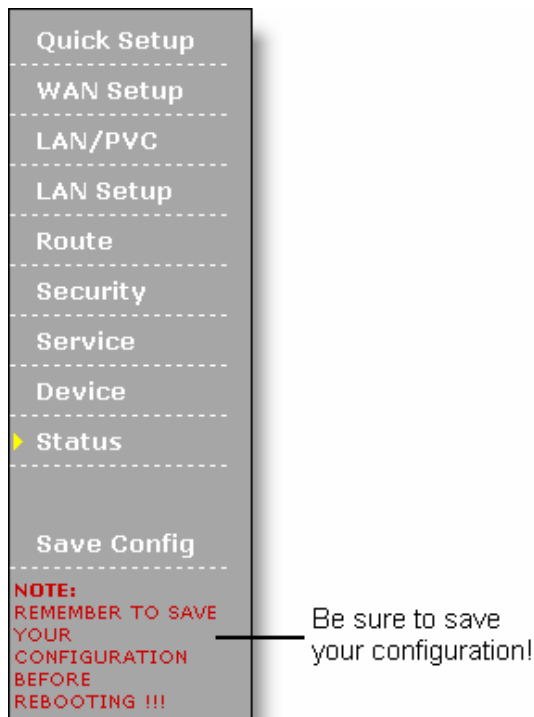 Quick Setup
WAN Setup
LAN/PVC
LAN Setup
Route
Security
Service
Device
Status
Save Config
NOTE:
REMEMBER TO SAVE
YOUR
CONFIGURATION
BEFORE
REBOOTING !!!
Be sure to save
your configuration!